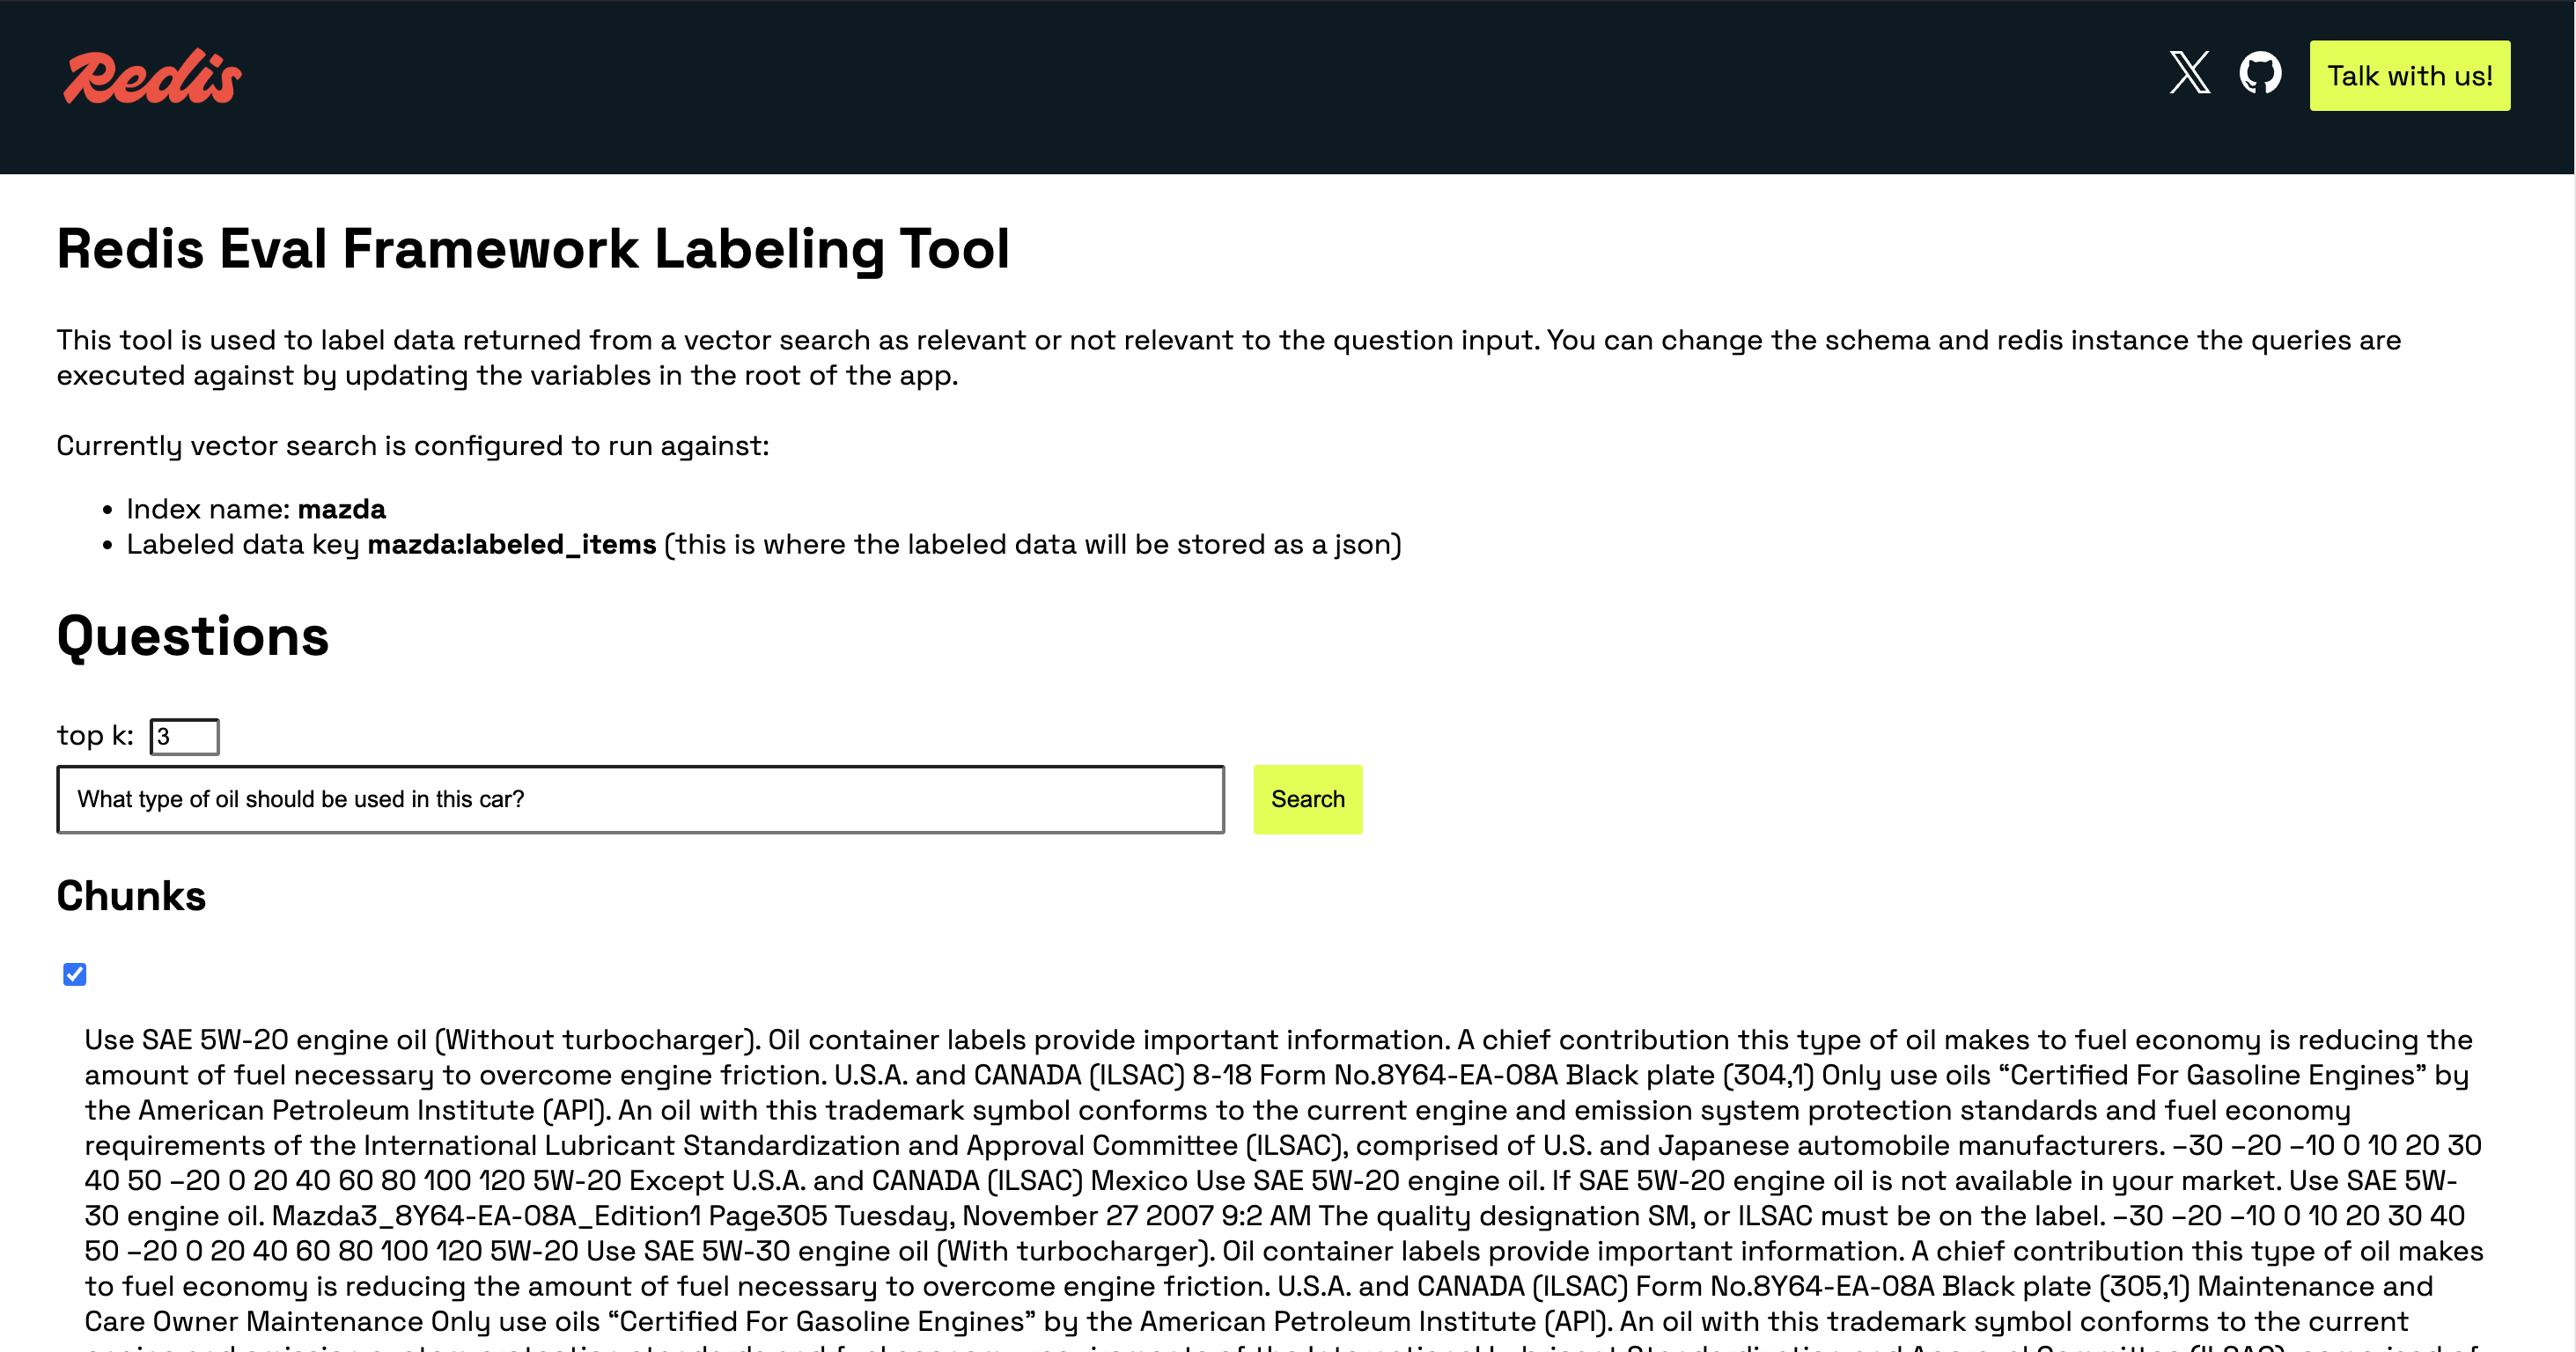 Redis
Talk with us!
Redis Eval Framework Labeling Tool
This tool is used to label data returned from a vector search as relevant or not relevant to the question input. You can change the schema and redis instance the queries are
executed against by updating the variables in the root of the app.
Currently vector search is configured to run against:
• Index name: mazda
• Labeled data key mazda:labeled_items (this is where the labeled data will be stored as a json)
Questions
top k: 3
What type of oil should be used in this car?
Search
Chunks
Use SAE 5W-20 engine oil (Without turbocharger). Oil container labels provide important information. A chief contribution this type of oil makes to fuel economy is reducing the
amount of fuel necessary to overcome engine friction. U.S.A. and CANADA (ILSAC) 8-18 Form No.8Y64-EA-08A Black plate (304,1) Only use oils “Certified For Gasoline Engines” by
the American Petroleum Institute (API). An oil with this trademark symbol conforms to the current engine and emission system protection standards and fuel economy
requirements of the International Lubricant Standardization and Approval Committee (ILSAC), comprised of U.S. and Japanese automobile manufacturers. –30 –20 –10 0 10 20 30
40 50 –20 0 20 40 60 80 100 120 5W-20 Except U.S.A. and CANADA (ILSAC) Mexico Use SAE 5W-20 engine oil. If SAE 5W-20 engine oil is not available in your market. Use SAE 5W-
30 engine oil. Mazda3_8Y64-EA-08A_Edition1 Page305 Tuesday, November 27 2007 9:2 AM The quality designation SM, or ILSAC must be on the label. –30 –20 –10 0 10 20 30 40
50 –20 0 20 40 60 80 100 120 5W-20 Use SAE 5W-30 engine oil (With turbocharger). Oil container labels provide important information. A chief contribution this type of oil makes
to fuel economy is reducing the amount of fuel necessary to overcome engine friction. U.S.A. and CANADA (ILSAC) Form No.8Y64-EA-08A Black plate (305,1) Maintenance and
Care Owner Maintenance Only use oils “Certified For Gasoline Engines” by the American Petroleum Institute (API). An oil with this trademark symbol conforms to the current